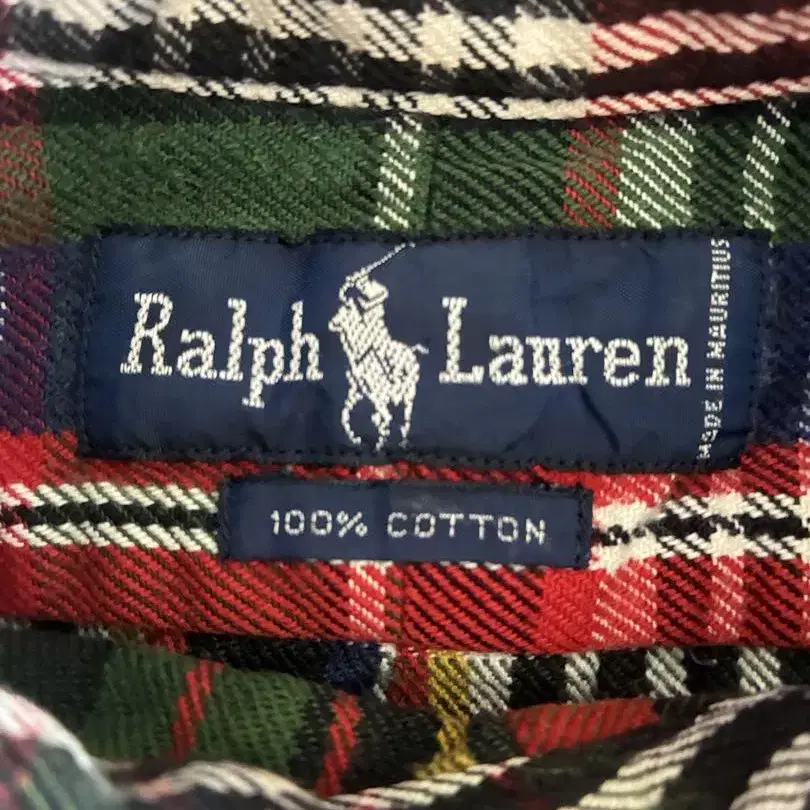 Ralph Lauren
MADE IN MAURITIUS
100% COTTON